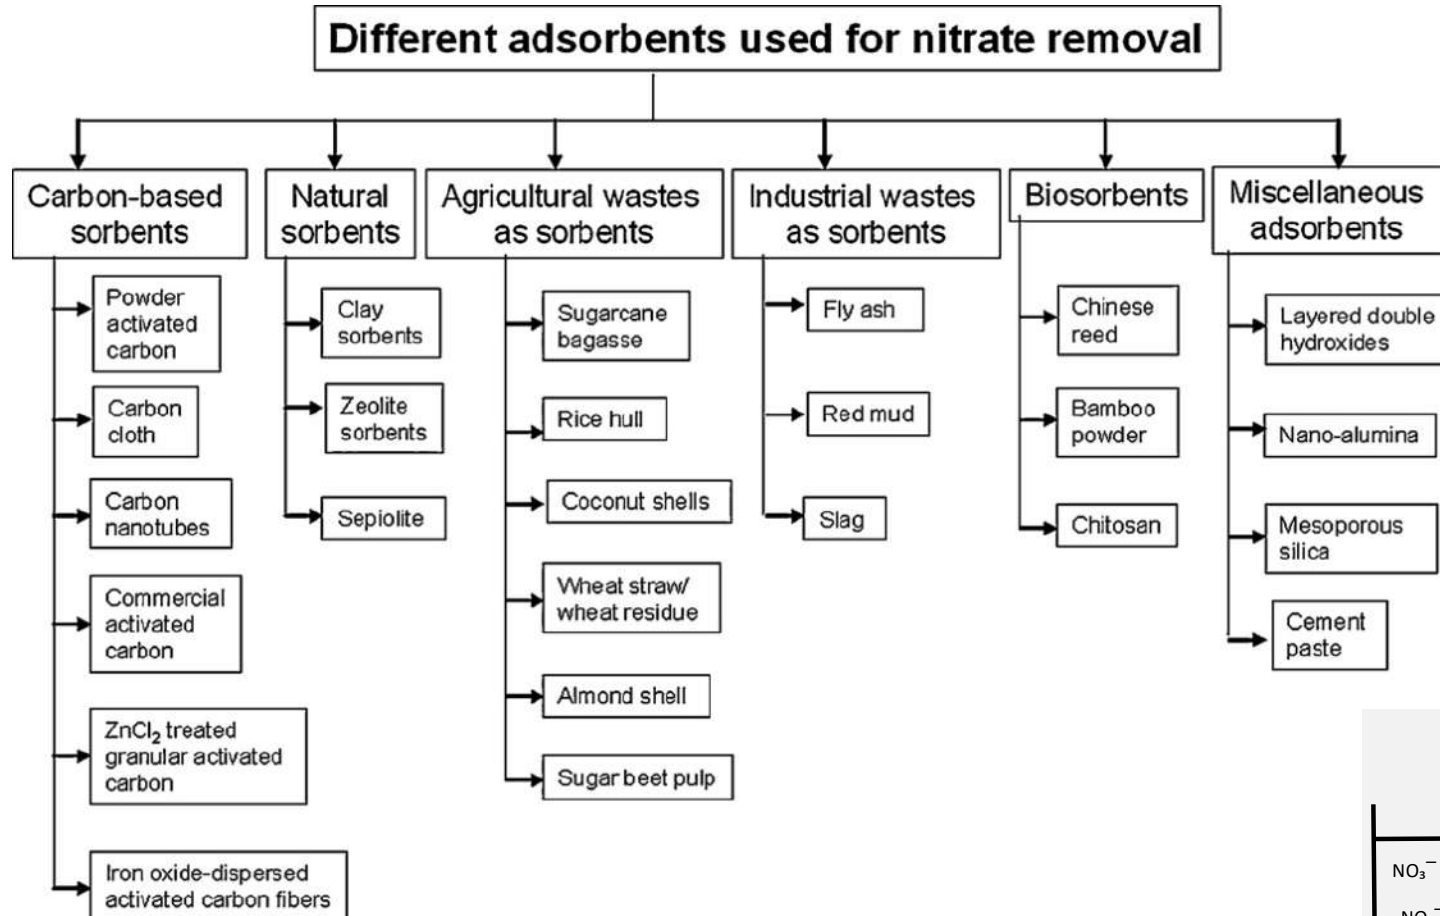 Different adsorbents used for nitrate removal
Carbon-based
sorbents
Powder
activated
carbon
Carbon
cloth
Carbon
nanotubes
Commercial
activated
carbon
ZnCl₂ treated
granular activated
carbon
Iron oxide-dispersed
activated carbon fibers
Natural
sorbents
Clay
sorbents
Zeolite
sorbents
Sepiolite
Agricultural wastes
as sorbents
Sugarcane
bagasse
Rice hull
Coconut shells
Wheat straw/
wheat residue
Almond shell
Sugar beet pulp
Industrial wastes
as sorbents
Fly ash
Red mud
Slag
Biosorbents
Chinese
reed
Bamboo
powder
Chitosan
Miscellaneous
adsorbents
Layered double
hydroxides
Nano-alumina
Mesoporous
silica
Cement
paste
NO₃⁻